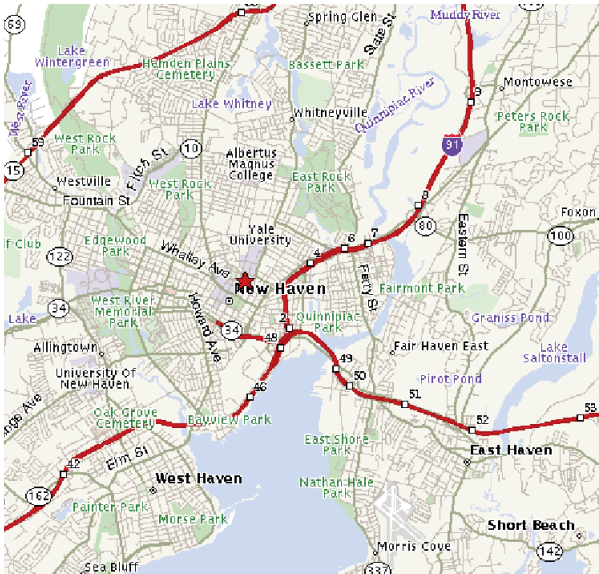 69
Spring Glen
State St
Muddy River
Lake
Wintergreen
Hamden Plains
Cemetery
Bassett Park
Montowese
West River
Lake Whitney
Quinnipiac River
9
Whitneyville
Peters Rock
Park
59
West Rock
Park
Fitch St
10
Albertus
Magnus
College
91
15
Westville
West Rock
Park
East Rock
Park
Fountain St
8
80
Eastern St
Foxon
100
f Club
Edgewood
Park
122
Whalley Ave
Yale
University
4
6
7
Ferry St
New Haven
Fairmont Park
34
West River
Memorial
Park
Howard Ave
34
2
Quinnipiac
Park
Lake
Graniss Pond
Allingtown
48
49
Fair Haven East
Lake
Saltonstall
University Of
New Haven
46
50
Pirot Pond
51
52
53
Oak Grove
Cemetery
Bayview Park
nge Ave
Elm St
East Shore
Park
East Haven
42
West Haven
Nathan Hale
Park
162
Painter Park
Morse Park
Short Beach
Morris Cove
142
Sea Bluff
337